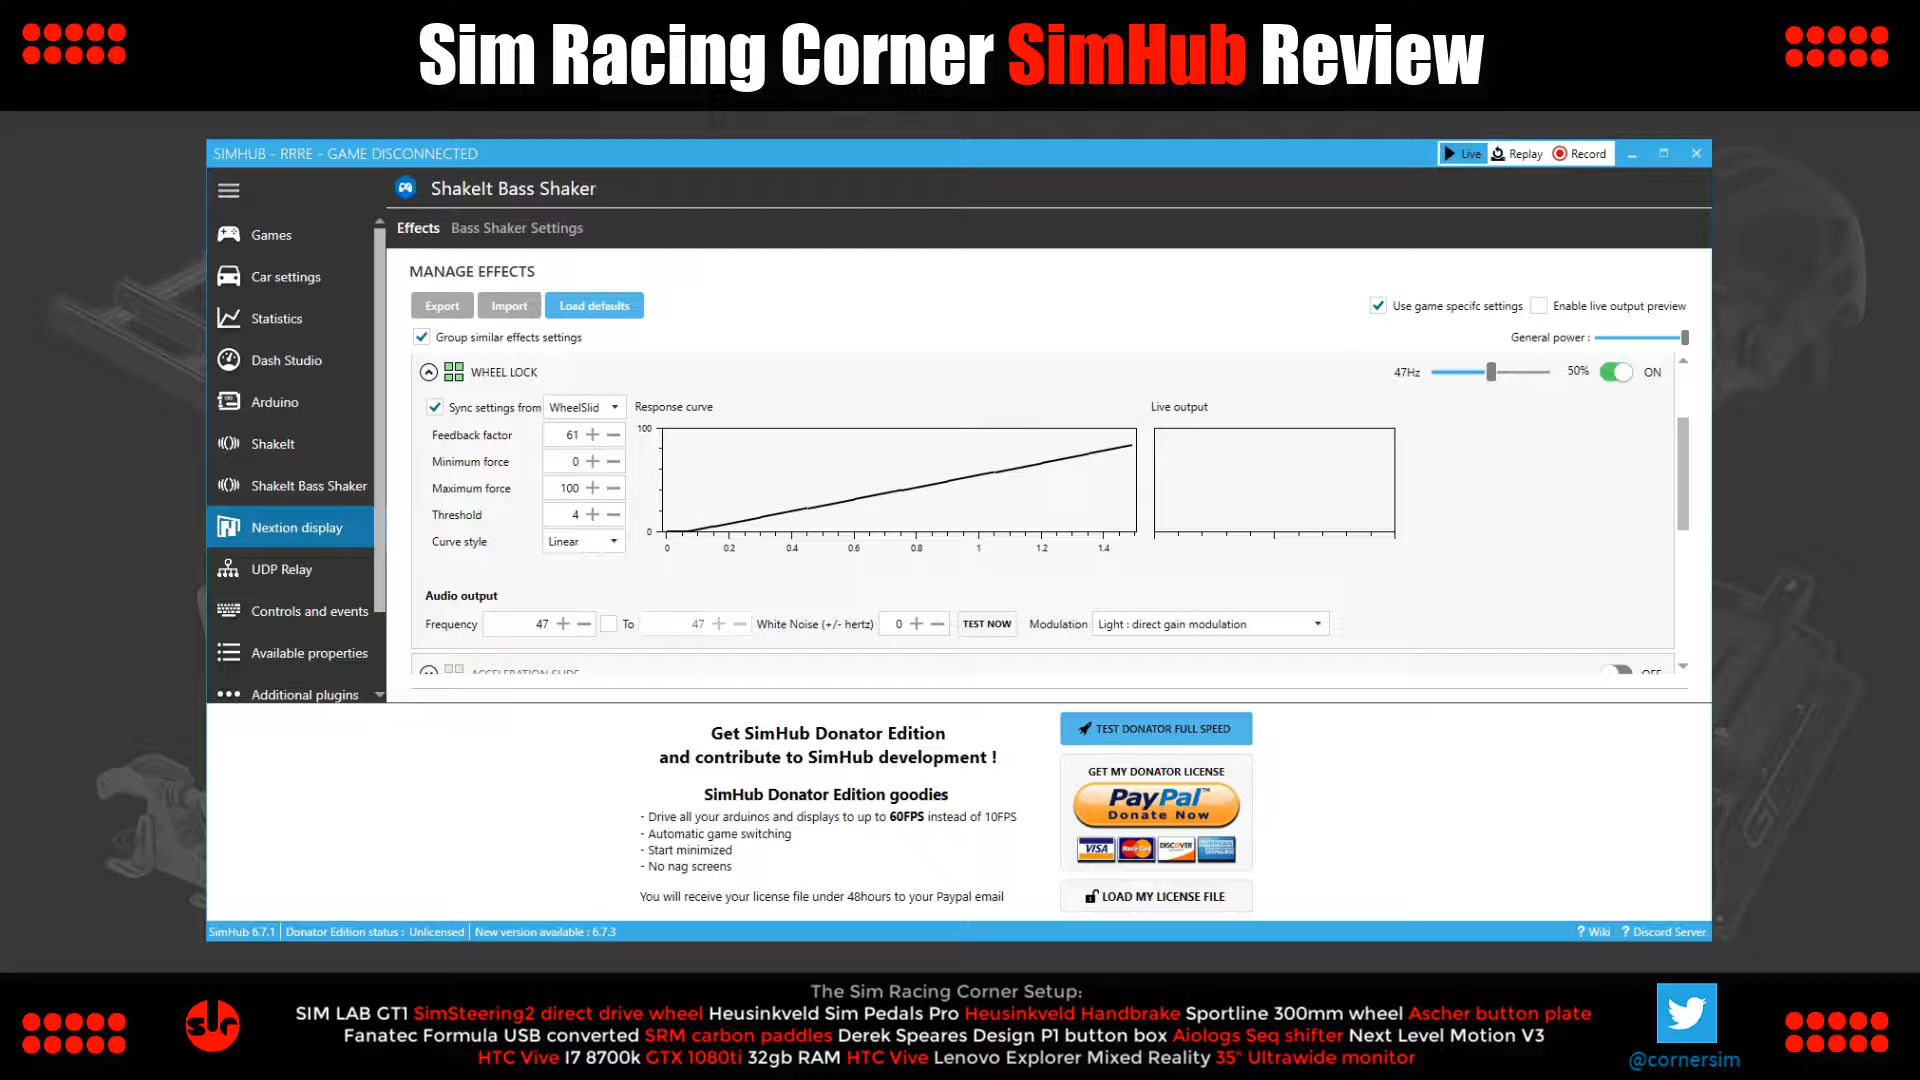 Sim Racing Corner SimHub Review
SIMHUB - RRRE - GAME DISCONNECTED
Live Replay Record
ShakeIt Bass Shaker
Effects Bass Shaker Settings
Games
Car settings
Statistics
Dash Studio
Arduino
ShakeIt
ShakeIt Bass Shaker
Nextion display
UDP Relay
Controls and events
Available properties
Additional plugins
MANAGE EFFECTS
Export Import Load defaults
Use game specifc settings Enable live output preview
Group similar effects settings
General power :
WHEEL LOCK
47Hz 50% ON
Sync settings from WheelSlid
Response curve
Live output
Feedback factor 61
Minimum force 0
Maximum force 100
Threshold 4
Curve style Linear
100
0
0 0.2 0.4 0.6 0.8 1 1.2 1.4
Audio output
Frequency 47 To 47 White Noise (+/- hertz) 0 TEST NOW Modulation Light : direct gain modulation
ACCELERATION SLIDE OFF
Get SimHub Donator Edition
and contribute to SimHub development !
SimHub Donator Edition goodies
- Drive all your arduinos and displays to up to 60FPS instead of 10FPS
- Automatic game switching
- Start minimized
- No nag screens
You will receive your license file under 48hours to your Paypal email
TEST DONATOR FULL SPEED
GET MY DONATOR LICENSE
PayPal™
Donate Now
VISA MasterCard DISCOVER AMERICAN EXPRESS
LOAD MY LICENSE FILE
SimHub 6.7.1 Donator Edition status : Unlicensed New version available : 6.7.3
? Wiki ? Discord Server
The Sim Racing Corner Setup:
SIM LAB GT1 SimSteering2 direct drive wheel Heusinkveld Sim Pedals Pro Heusinkveld Handbrake Sportline 300mm wheel Ascher button plate
Fanatec Formula USB converted SRM carbon paddles Derek Speares Design P1 button box Aiologs Seq shifter Next Level Motion V3
HTC Vive I7 8700k GTX 1080ti 32gb RAM HTC Vive Lenovo Explorer Mixed Reality 35" Ultrawide monitor
@cornersim